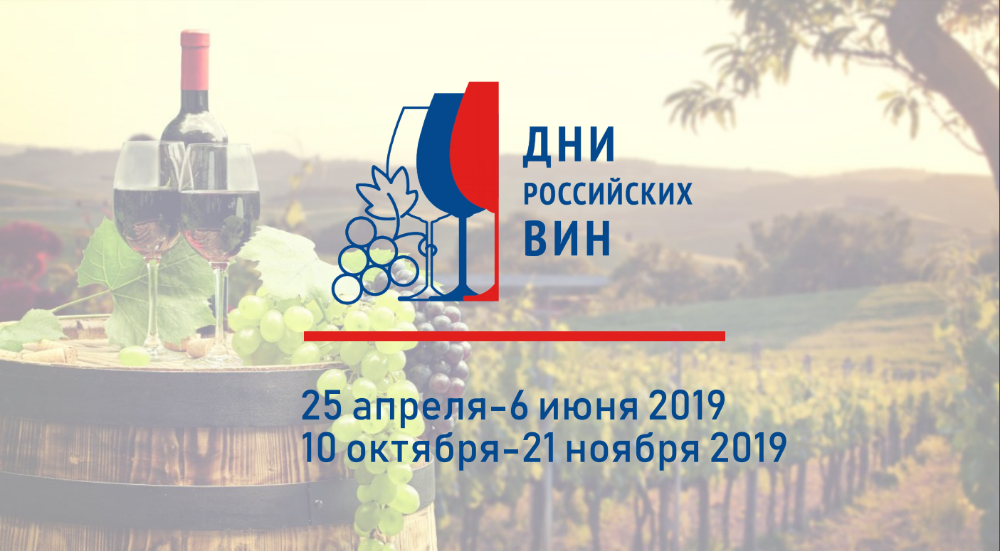 ДНИ
РОССИЙСКИХ
ВИН
25 апреля-6 июня 2019
10 октября-21 ноября 2019